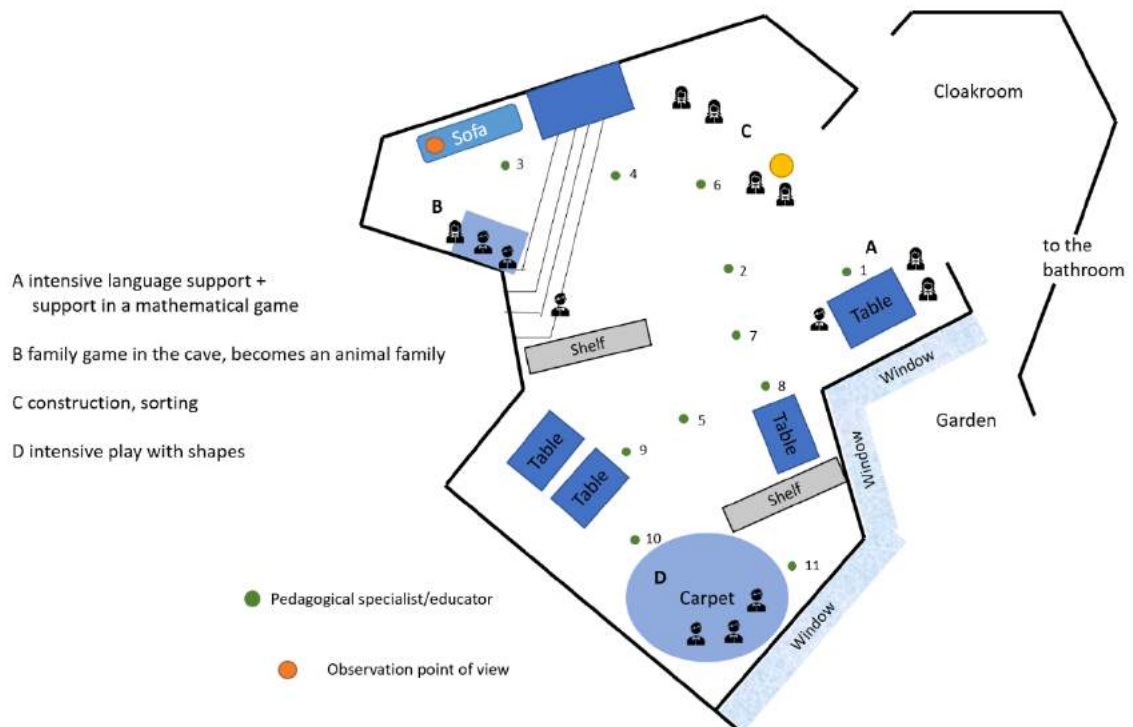 Cloakroom
Sofa
C
3
4
6
B
A
to the
bathroom
A intensive language support +
support in a mathematical game
2
1
Table
7
Shelf
B family game in the cave, becomes an animal family
Window
8
C construction, sorting
5
Garden
Table
D intensive play with shapes
9
Table
Table
Window
Shelf
10
11
D
Carpet
Pedagogical specialist/educator
Window
Observation point of view